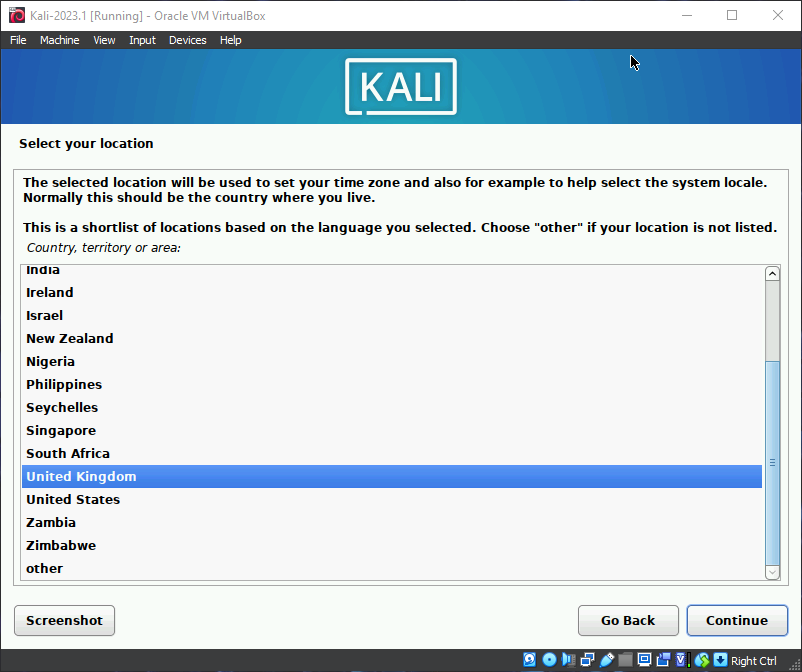 Kali-2023.1 [Running] - Oracle VM VirtualBox
File Machine View Input Devices Help
KALI
Select your location
The selected location will be used to set your time zone and also for example to help select the system locale.
Normally this should be the country where you live.
This is a shortlist of locations based on the language you selected. Choose "other" if your location is not listed.
Country, territory or area:
India
Ireland
Israel
New Zealand
Nigeria
Philippines
Seychelles
Singapore
South Africa
United Kingdom
United States
Zambia
Zimbabwe
other
Screenshot
Go Back
Continue
Right Ctrl